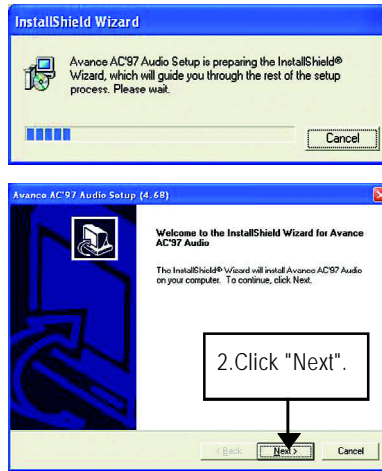 InstallShield Wizard
Avance AC'97 Audio Setup is preparing the InstallShield®
Wizard, which will guide you through the rest of the setup
process. Please wait.
Cancel
Avance AC'97 Audio Setup (4.68)
Welcome to the InstallShield Wizard for Avance
AC'97 Audio
The InstallShield® Wizard will install Avance AC'97 Audio
on your computer. To continue, click Next.
2.Click "Next".
< Back Next > Cancel